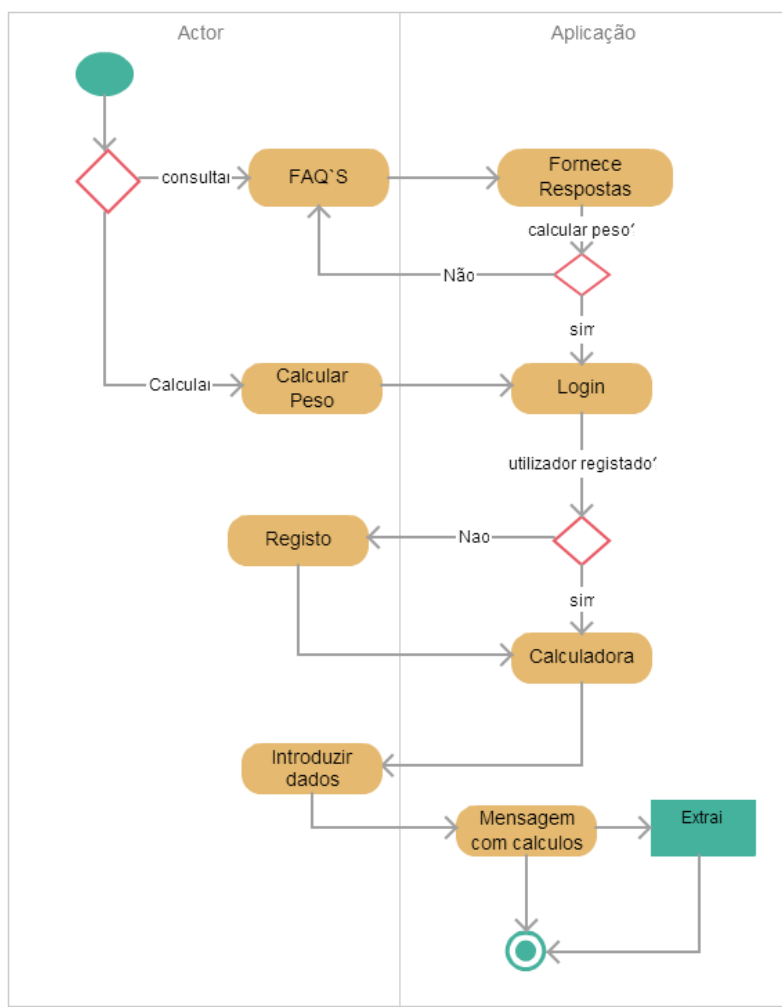 Actor
Aplicação
consultar
FAQ`S
Fornece
Respostas
calcular peso?
Não
sim
Calcular
Calcular
Peso
Login
utilizador registado?
Registo
Nao
sim
Calculadora
Introduzir
dados
Mensagem
com calculos
Extrai